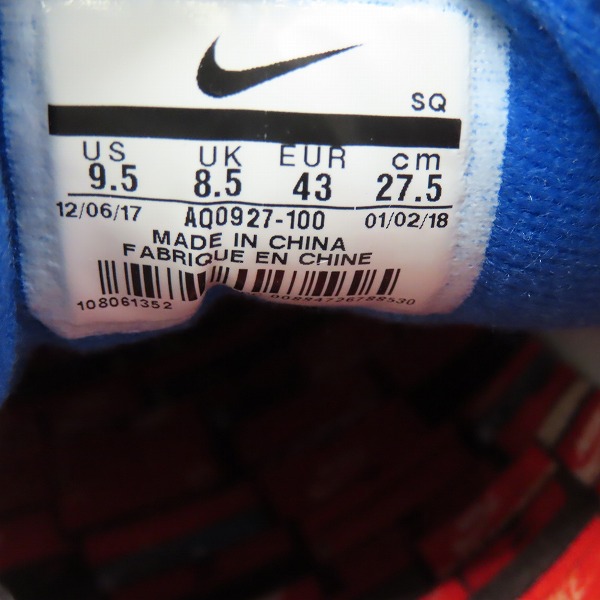 SQ
US UK EUR cm
9.5 8.5 43 27.5
12/06/17 AQ0927-100 01/02/18
MADE IN CHINA
FABRIQUE EN CHINE
108061352 00884726788530